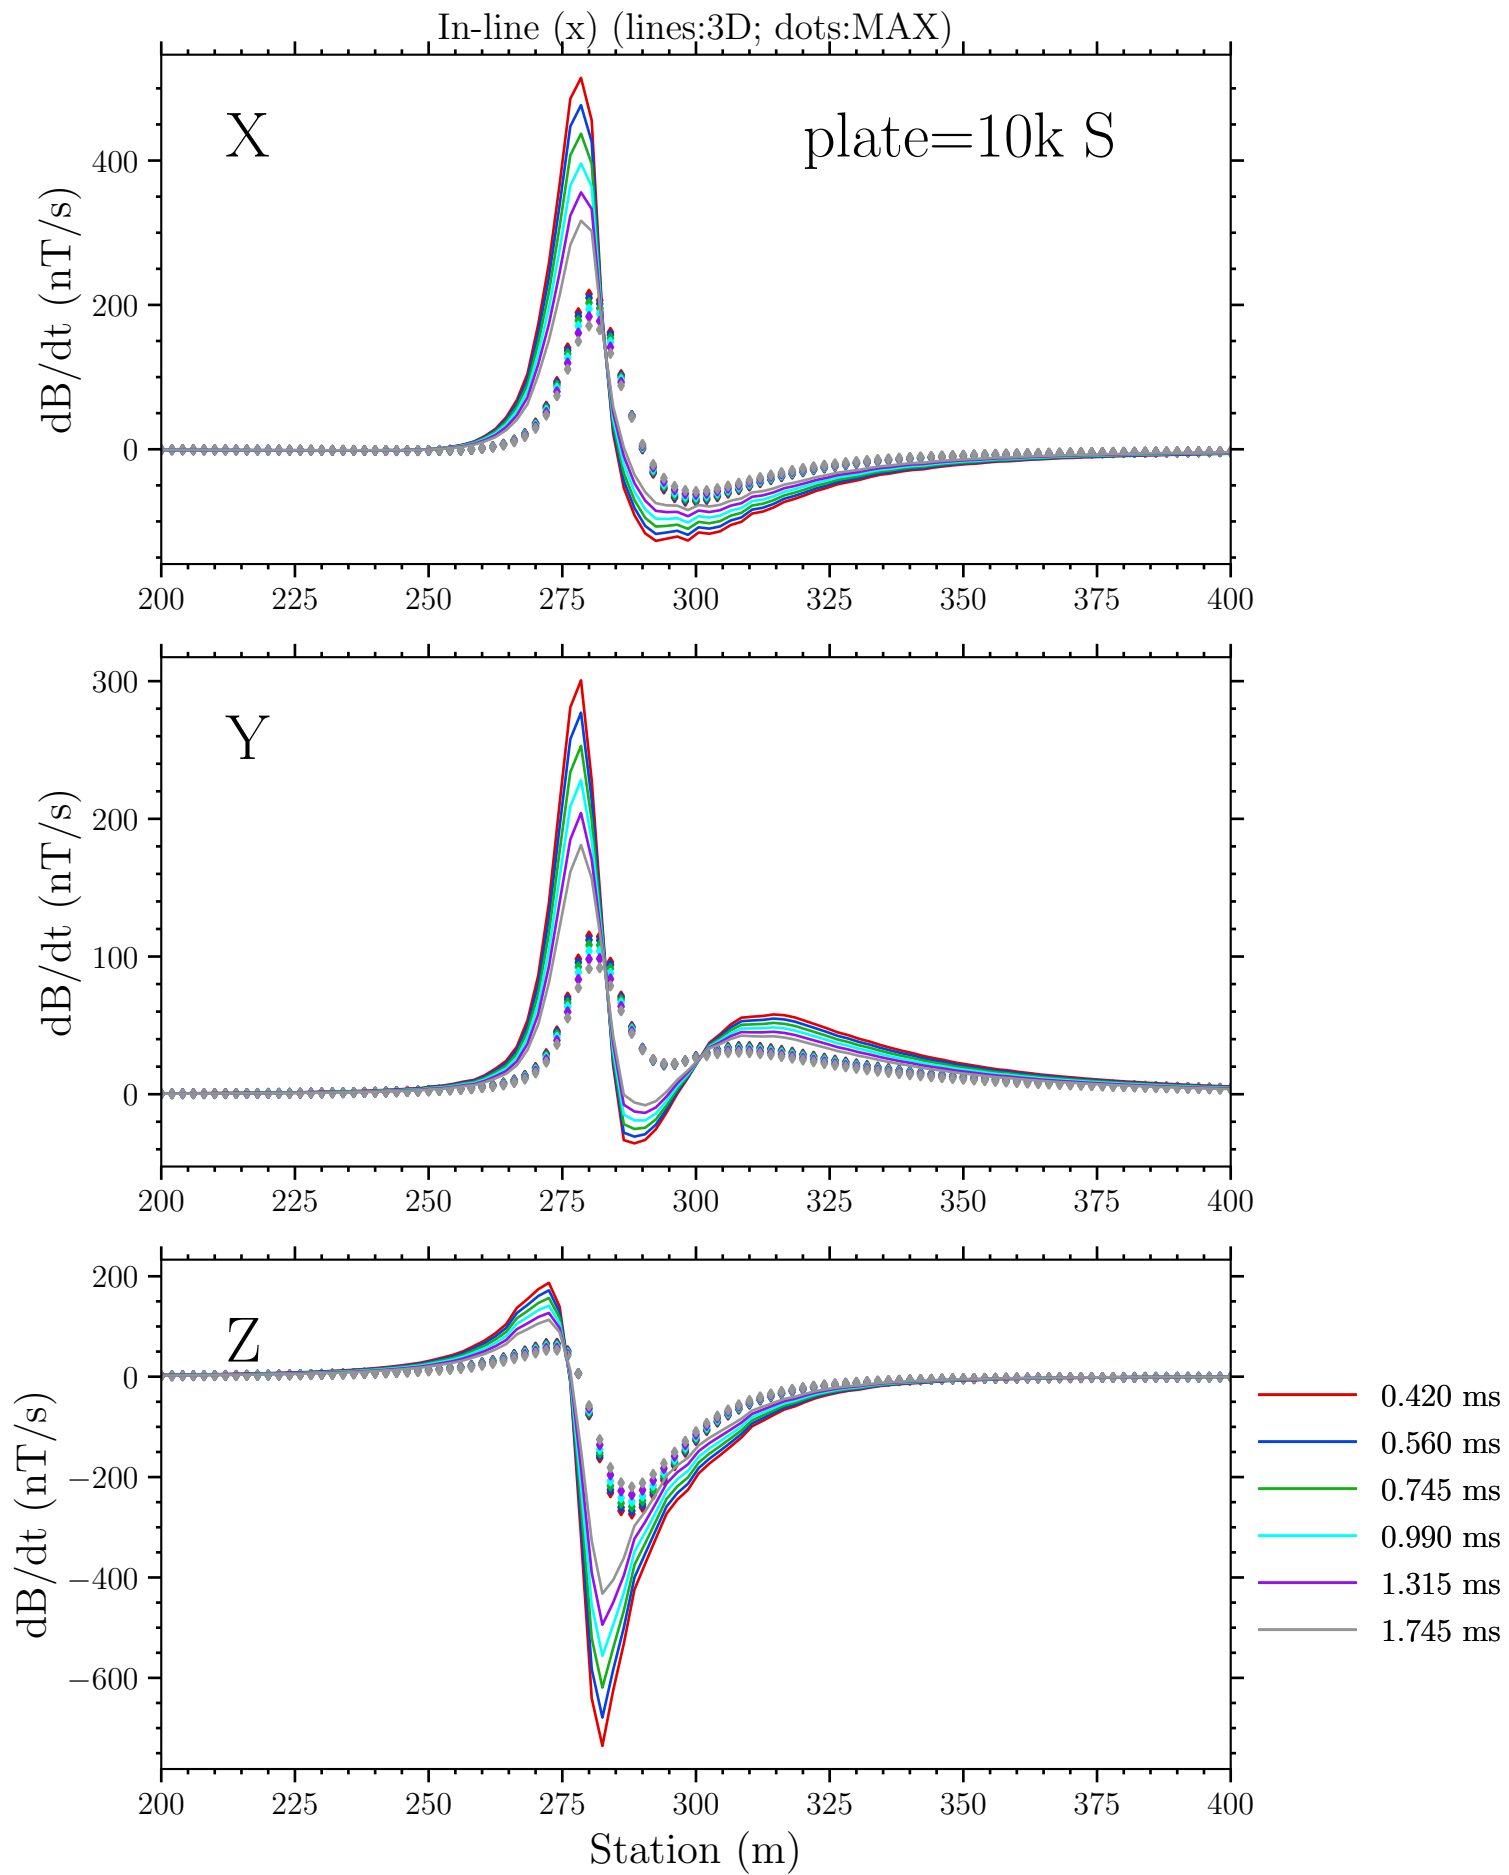 In-line (x) (lines:3D; dots:MAX)
X
plate=10k S
dB/dt (nT/s)
400
200
0
200 225 250 275 300 325 350 375 400
Y
dB/dt (nT/s)
300
200
100
0
200 225 250 275 300 325 350 375 400
Z
dB/dt (nT/s)
200
0
−200
−400
−600
200 225 250 275 300 325 350 375 400
Station (m)
0.420 ms
0.560 ms
0.745 ms
0.990 ms
1.315 ms
1.745 ms